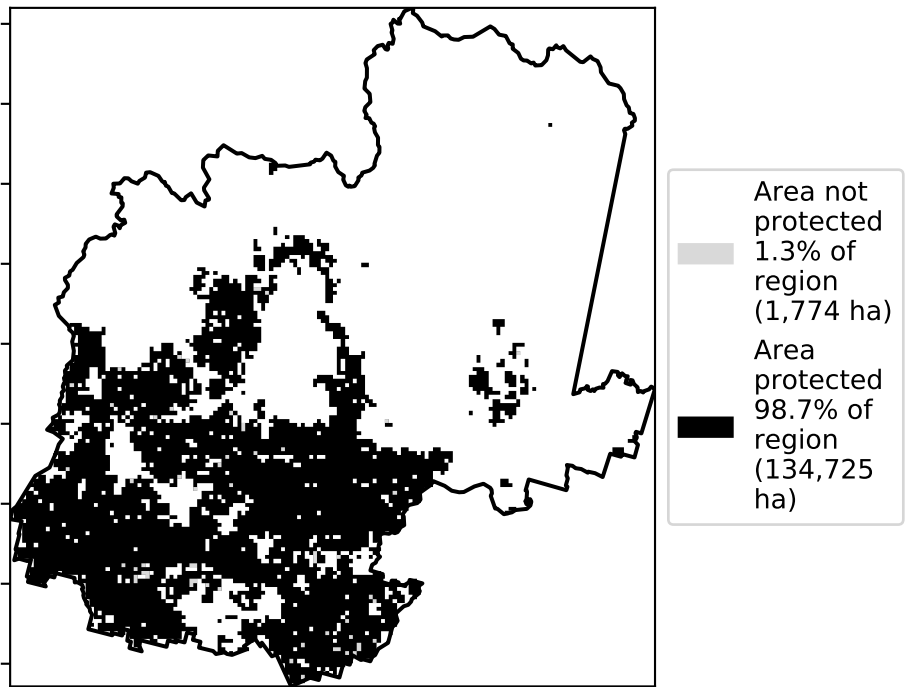 Area not
protected
1.3% of
region
(1,774 ha)
Area
protected
98.7% of
region
(134,725
ha)